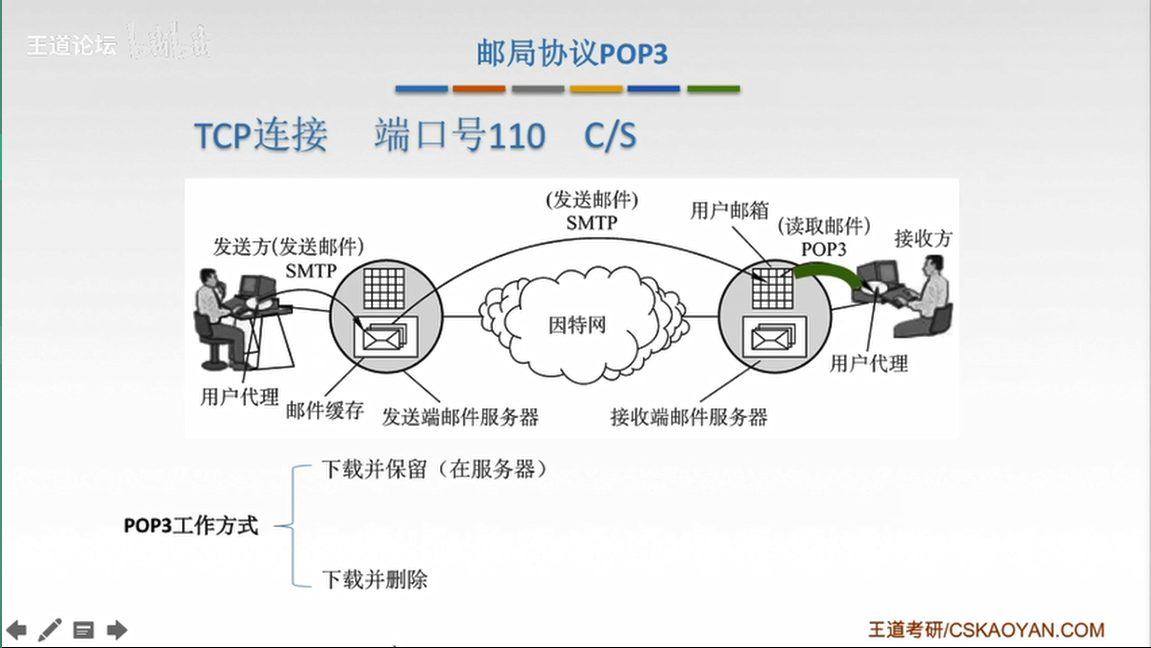 王道论坛
邮局协议POP3
TCP连接 端口号110 C/S
(发送邮件)
SMTP
用户邮箱
(读取邮件)
POP3
接收方
发送方(发送邮件)
SMTP
因特网
用户代理
邮件缓存
发送端邮件服务器
接收端邮件服务器
用户代理
下载并保留（在服务器）
POP3工作方式
下载并删除
王道考研/CSKAOYAN.COM